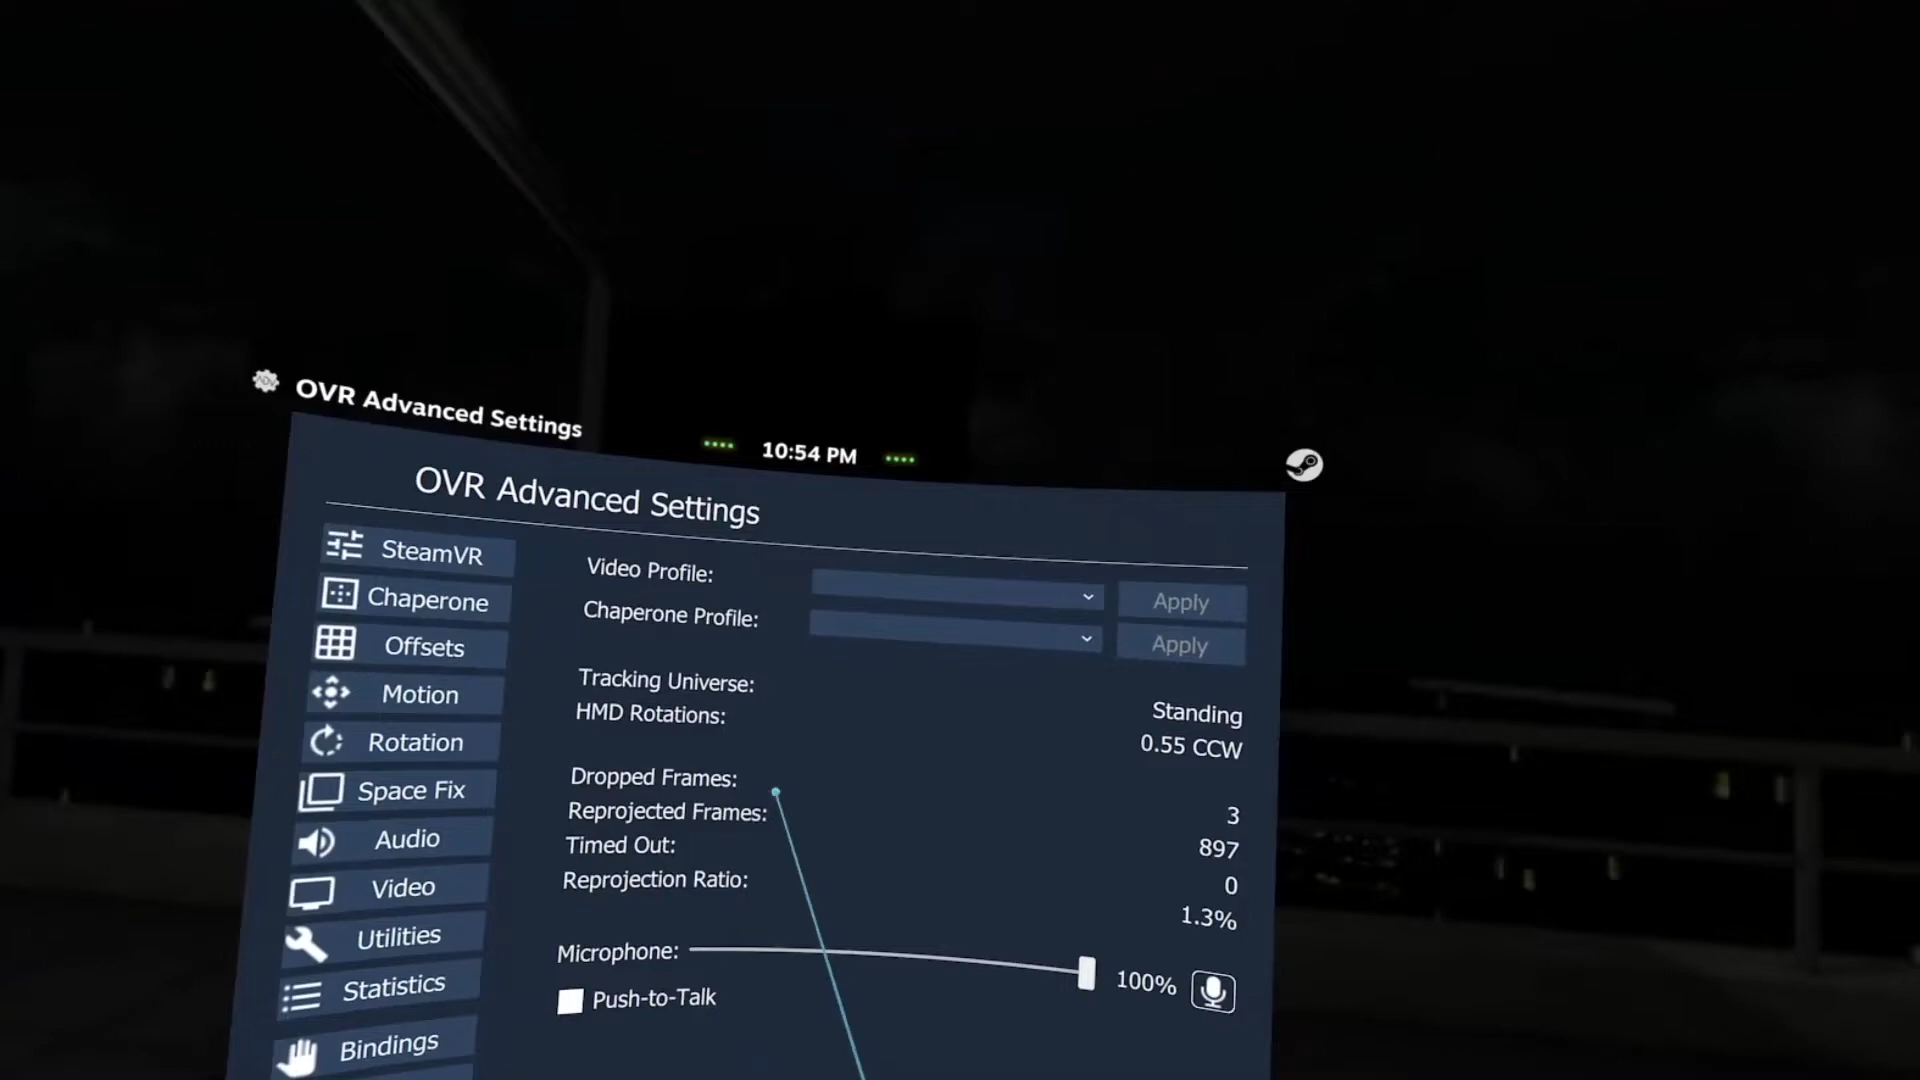 OVR Advanced Settings
10:54 PM
OVR Advanced Settings
SteamVR
Chaperone
Offsets
Motion
Rotation
Space Fix
Audio
Video
Utilities
Statistics
Bindings
Video Profile: Apply
Chaperone Profile: Apply
Tracking Universe: Standing
HMD Rotations: 0.55 CCW
Dropped Frames: 3
Reprojected Frames: 897
Timed Out: 0
Reprojection Ratio: 1.3%
Microphone: 100%
Push-to-Talk